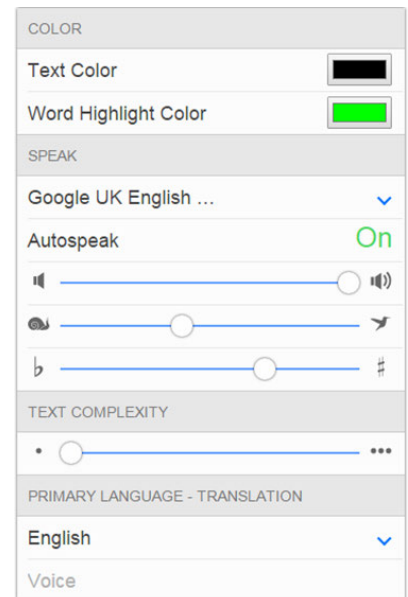 COLOR
Text Color
Word Highlight Color
SPEAK
Google UK English ...
Autospeak On
♭ ♯
TEXT COMPLEXITY
PRIMARY LANGUAGE - TRANSLATION
English
Voice